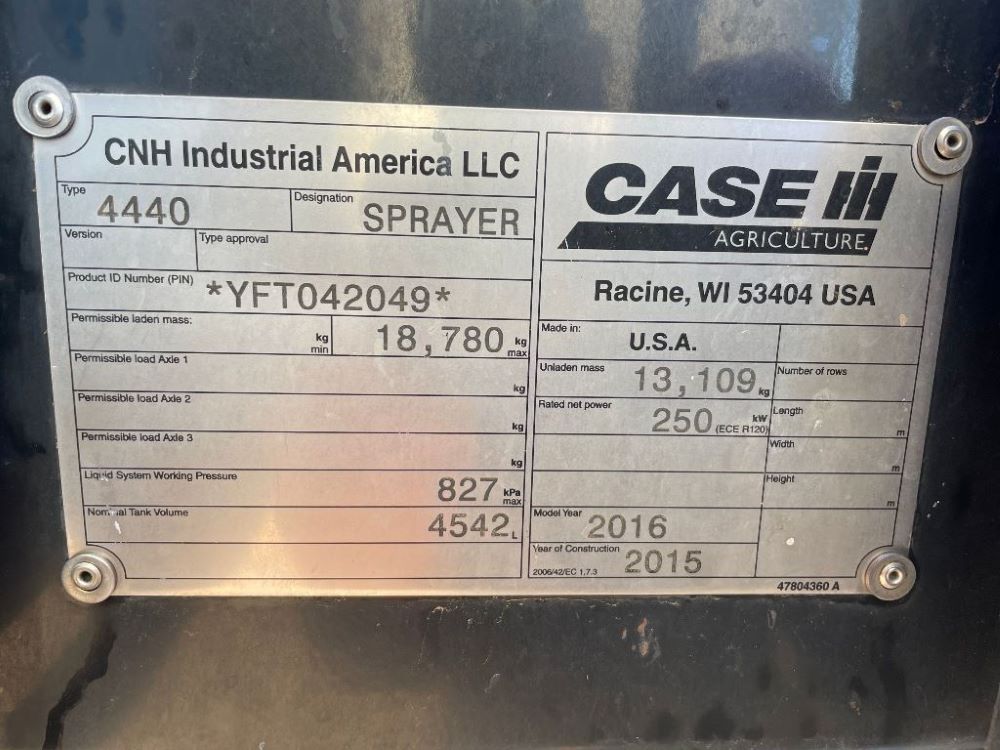 CNH Industrial America LLC
Type
4440
Designation
SPRAYER
Version
Type approval
Product ID Number (PIN)
*YFT042049*
Permissible laden mass:
kg
min
18,780 kg
max
Permissible load Axle 1
kg
Permissible load Axle 2
kg
Permissible load Axle 3
kg
Liquid System Working Pressure
827 kPa
max
Nominal Tank Volume
4542 L
CASE IH
AGRICULTURE
Racine, WI 53404 USA
Made in:
U.S.A.
Unladen mass
13,109 kg
Number of rows
Rated net power
250 kW
(ECE R120)
Length
m
Width
m
Height
m
Model Year
2016
Year of Construction
2015
2006/42/EC 1.7.3
47804360 A